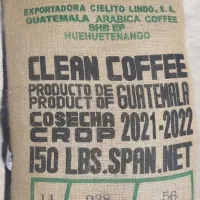 EXPORTADORA CIELITO LINDO, S.A.
GUATEMALA ARABICA COFFEE
SHB EP
HUEHUETENANGO
CLEAN COFFEE
PRODUCTO DE
PRODUCT OF GUATEMALA
COSECHA
CROP 2021-2022
150 LBS.SPAN.NET
11 038 56